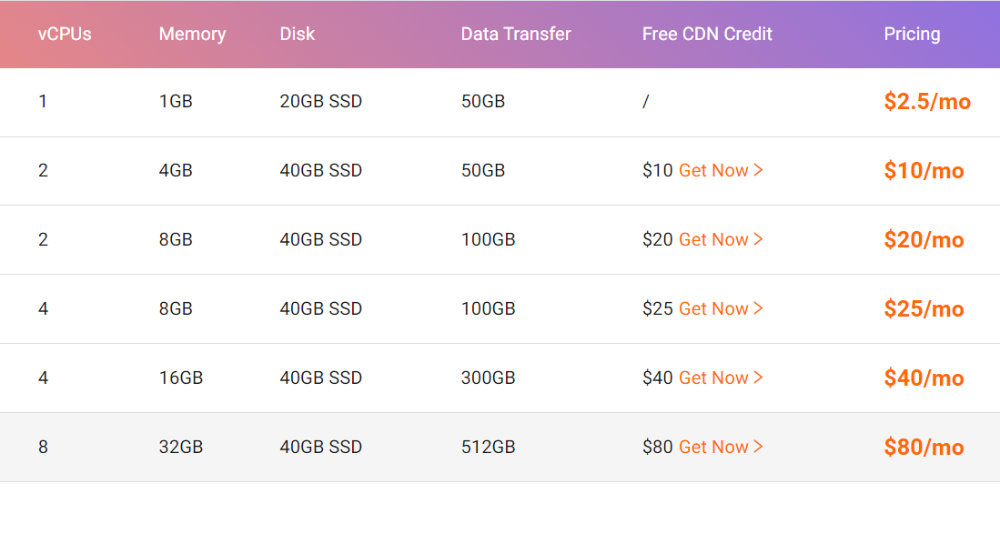 vCPUs Memory Disk Data Transfer Free CDN Credit Pricing
1 1GB 20GB SSD 50GB / $2.5/mo
2 4GB 40GB SSD 50GB $10 Get Now > $10/mo
2 8GB 40GB SSD 100GB $20 Get Now > $20/mo
4 8GB 40GB SSD 100GB $25 Get Now > $25/mo
4 16GB 40GB SSD 300GB $40 Get Now > $40/mo
8 32GB 40GB SSD 512GB $80 Get Now > $80/mo